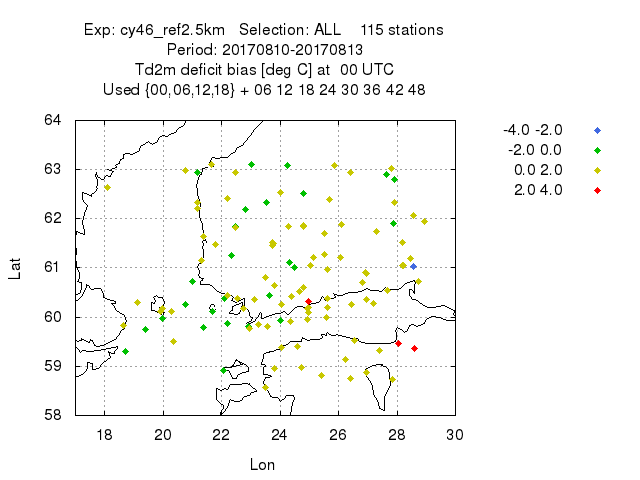 Exp: cy46_ref2.5km   Selection: ALL    115 stations
Period: 20170810-20170813
Td2m deficit bias [deg C] at  00 UTC
Used {00,06,12,18} + 06 12 18 24 30 36 42 48
-4.0 -2.0
-2.0 0.0
0.0 2.0
2.0 4.0
64
63
62
61
60
59
58
Lat
18 20 22 24 26 28 30
Lon